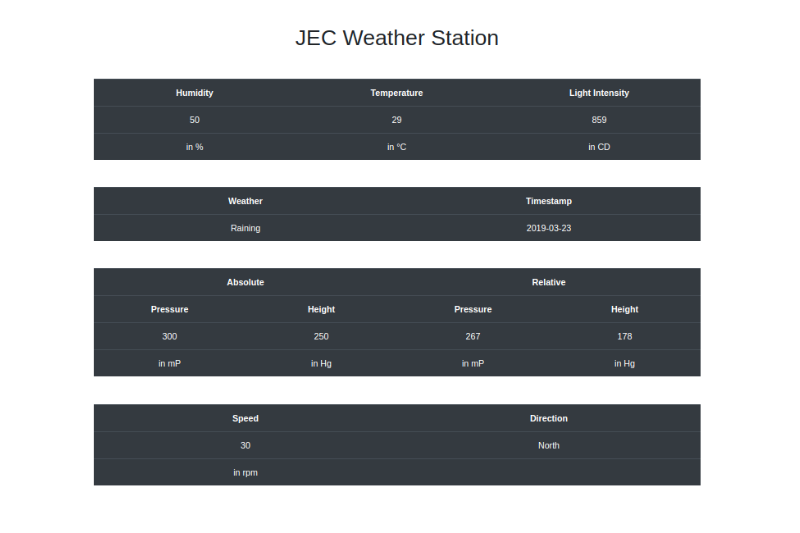 JEC Weather Station
Humidity Temperature Light Intensity
50 29 859
in % in °C in CD
Weather Timestamp
Raining 2019-03-23
Absolute Relative
Pressure Height Pressure Height
300 250 267 178
in mP in Hg in mP in Hg
Speed Direction
30 North
in rpm